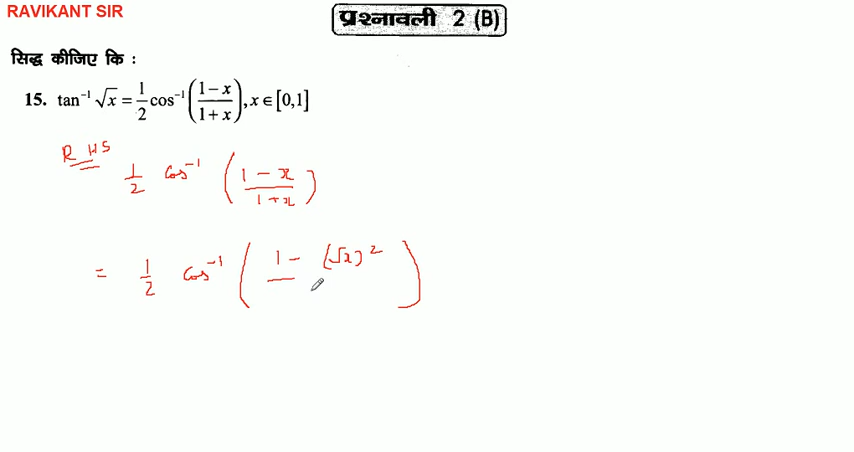 RAVIKANT SIR
प्रश्नावली 2 (B)
सिद्ध कीजिए कि :
15. tan⁻¹ √x = 1/2 cos⁻¹ ((1−x)/(1+x)), x ∈ [0,1]
R HS
1/2 cos⁻¹ ((1 − x)/(1 + x))
= 1/2 cos⁻¹ (1 − (√x)²)